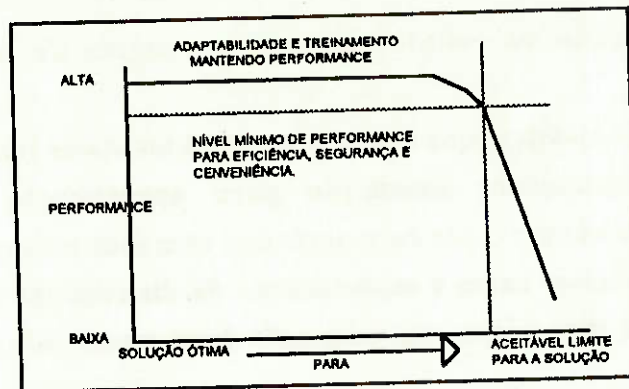 ADAPTABILIDADE E TREINAMENTO
MANTENDO PERFORMANCE
ALTA
NÍVEL MÍNIMO DE PERFORMANCE
PARA EFICIÊNCIA, SEGURANÇA E
CENVENIÊNCIA.
PERFORMANCE
BAIXA
SOLUÇÃO ÓTIMA
PARA
ACEITÁVEL LIMITE
PARA A SOLUÇÃO